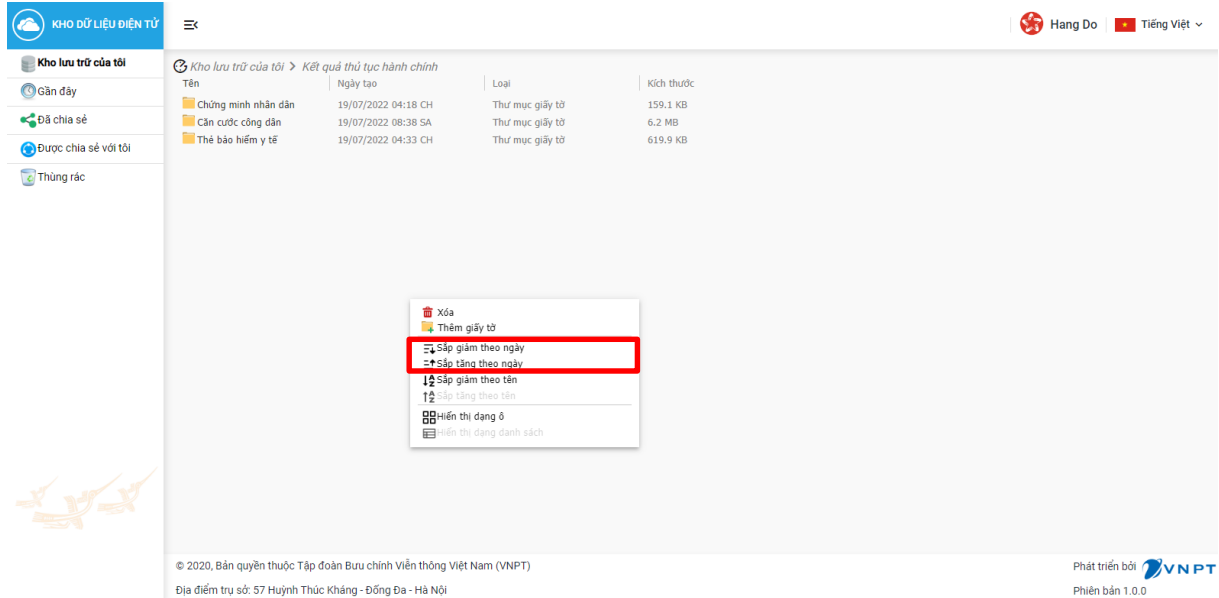 KHO DỮ LIỆU ĐIỆN TỬ
Hang Do
Tiếng Việt
Kho lưu trữ của tôi
Gần đây
Đã chia sẻ
Được chia sẻ với tôi
Thùng rác
Kho lưu trữ của tôi > Kết quả thủ tục hành chính
Tên Ngày tạo Loại Kích thước
Chứng minh nhân dân 19/07/2022 04:18 CH Thư mục giấy tờ 159.1 KB
Căn cước công dân 19/07/2022 08:38 SA Thư mục giấy tờ 6.2 MB
Thẻ bảo hiểm y tế 19/07/2022 04:33 CH Thư mục giấy tờ 619.9 KB
Xóa
Thêm giấy tờ
Sắp giảm theo ngày
Sắp tăng theo ngày
Sắp giảm theo tên
Sắp tăng theo tên
Hiển thị dạng ô
Hiển thị dạng danh sách
© 2020, Bản quyền thuộc Tập đoàn Bưu chính Viễn thông Việt Nam (VNPT)
Địa điểm trụ sở: 57 Huỳnh Thúc Kháng - Đống Đa - Hà Nội
Phát triển bởi VNPT
Phiên bản 1.0.0